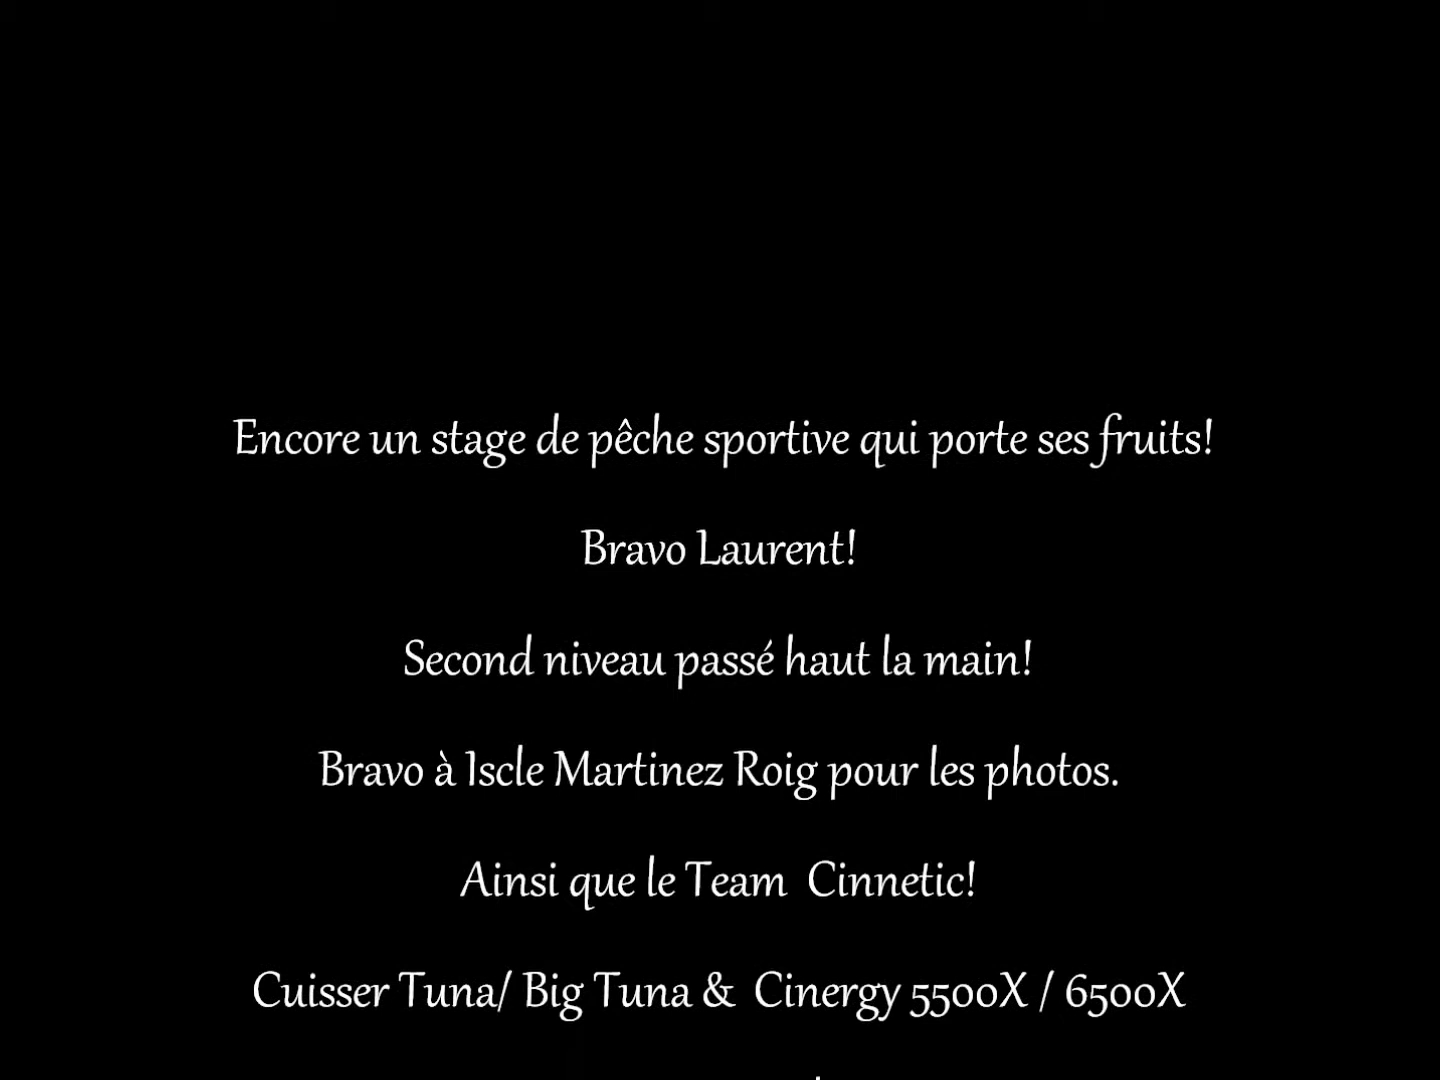 Encore un stage de pêche sportive qui porte ses fruits!
Bravo Laurent!
Second niveau passé haut la main!
Bravo à Iscle Martinez Roig pour les photos.
Ainsi que le Team Cinnetic!
Cuisser Tuna/ Big Tuna & Cinergy 5500X / 6500X